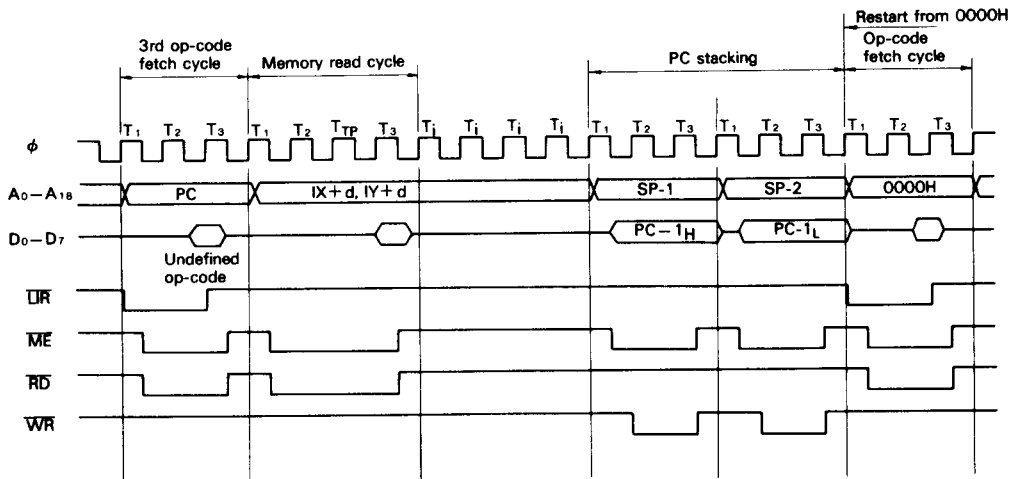 Restart from 0000H
3rd op-code
fetch cycle
Memory read cycle
PC stacking
Op-code
fetch cycle
T1 T2 T3 T1 T2 TTP T3 Ti Ti Ti Ti T1 T2 T3 T1 T2 T3 T1 T2 T3
φ
A0–A18 PC IX+d, IY+d SP-1 SP-2 0000H
D0–D7 PC–1H PC-1L
Undefined
op-code
LIR
ME
RD
WR